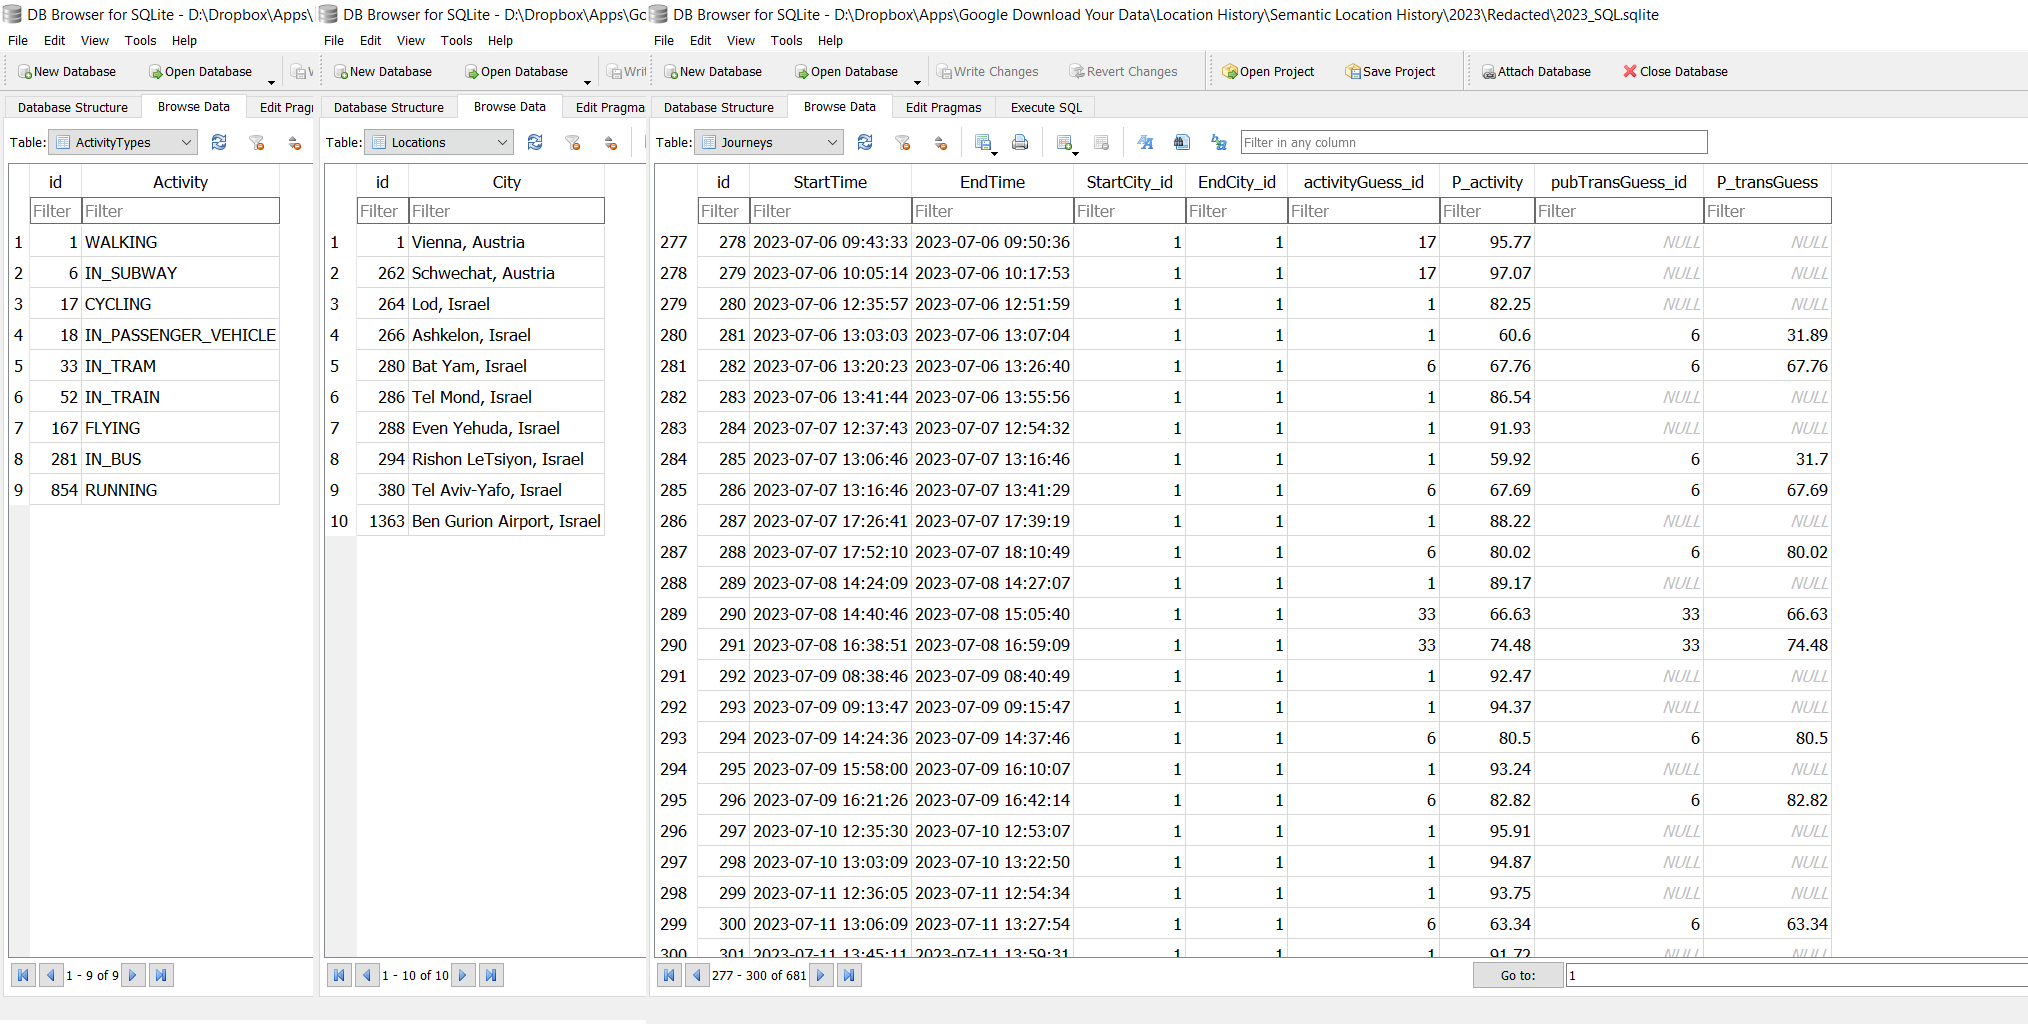 DB Browser for SQLite - D:\Dropbox\Apps\
File Edit View Tools Help
New Database Open Database
Database Structure Browse Data Edit Prag
Table: ActivityTypes
id Activity
Filter Filter
1 1 WALKING
2 6 IN_SUBWAY
3 17 CYCLING
4 18 IN_PASSENGER_VEHICLE
5 33 IN_TRAM
6 52 IN_TRAIN
7 167 FLYING
8 281 IN_BUS
9 854 RUNNING
1 - 9 of 9
DB Browser for SQLite - D:\Dropbox\Apps\Gc
File Edit View Tools Help
New Database Open Database Writ
Database Structure Browse Data Edit Pragma
Table: Locations
id City
Filter Filter
1 1 Vienna, Austria
2 262 Schwechat, Austria
3 264 Lod, Israel
4 266 Ashkelon, Israel
5 280 Bat Yam, Israel
6 286 Tel Mond, Israel
7 288 Even Yehuda, Israel
8 294 Rishon LeTsiyon, Israel
9 380 Tel Aviv-Yafo, Israel
10 1363 Ben Gurion Airport, Israel
1 - 10 of 10
DB Browser for SQLite - D:\Dropbox\Apps\Google Download Your Data\Location History\Semantic Location History\2023\Redacted\2023_SQL.sqlite
File Edit View Tools Help
New Database Open Database Write Changes Revert Changes Open Project Save Project Attach Database Close Database
Database Structure Browse Data Edit Pragmas Execute SQL
Table: Journeys Filter in any column
id StartTime EndTime StartCity_id EndCity_id activityGuess_id P_activity pubTransGuess_id P_transGuess
Filter Filter Filter Filter Filter Filter Filter Filter Filter
277 278 2023-07-06 09:43:33 2023-07-06 09:50:36 1 1 17 95.77 NULL NULL
278 279 2023-07-06 10:05:14 2023-07-06 10:17:53 1 1 17 97.07 NULL NULL
279 280 2023-07-06 12:35:57 2023-07-06 12:51:59 1 1 1 82.25 NULL NULL
280 281 2023-07-06 13:03:03 2023-07-06 13:07:04 1 1 1 60.6 6 31.89
281 282 2023-07-06 13:20:23 2023-07-06 13:26:40 1 1 6 67.76 6 67.76
282 283 2023-07-06 13:41:44 2023-07-06 13:55:56 1 1 1 86.54 NULL NULL
283 284 2023-07-07 12:37:43 2023-07-07 12:54:32 1 1 1 91.93 NULL NULL
284 285 2023-07-07 13:06:46 2023-07-07 13:16:46 1 1 1 59.92 6 31.7
285 286 2023-07-07 13:16:46 2023-07-07 13:41:29 1 1 6 67.69 6 67.69
286 287 2023-07-07 17:26:41 2023-07-07 17:39:19 1 1 1 88.22 NULL NULL
287 288 2023-07-07 17:52:10 2023-07-07 18:10:49 1 1 6 80.02 6 80.02
288 289 2023-07-08 14:24:09 2023-07-08 14:27:07 1 1 1 89.17 NULL NULL
289 290 2023-07-08 14:40:46 2023-07-08 15:05:40 1 1 33 66.63 33 66.63
290 291 2023-07-08 16:38:51 2023-07-08 16:59:09 1 1 33 74.48 33 74.48
291 292 2023-07-09 08:38:46 2023-07-09 08:40:49 1 1 1 92.47 NULL NULL
292 293 2023-07-09 09:13:47 2023-07-09 09:15:47 1 1 1 94.37 NULL NULL
293 294 2023-07-09 14:24:36 2023-07-09 14:37:46 1 1 6 80.5 6 80.5
294 295 2023-07-09 15:58:00 2023-07-09 16:10:07 1 1 1 93.24 NULL NULL
295 296 2023-07-09 16:21:26 2023-07-09 16:42:14 1 1 6 82.82 6 82.82
296 297 2023-07-10 12:35:30 2023-07-10 12:53:07 1 1 1 95.91 NULL NULL
297 298 2023-07-10 13:03:09 2023-07-10 13:22:50 1 1 1 94.87 NULL NULL
298 299 2023-07-11 12:36:05 2023-07-11 12:54:34 1 1 1 93.75 NULL NULL
299 300 2023-07-11 13:06:09 2023-07-11 13:27:54 1 1 6 63.34 6 63.34
300 301 2023-07-11 13:45:11 2023-07-11 13:59:31 1 1 1 91.72 NULL NULL
277 - 300 of 681 Go to: 1